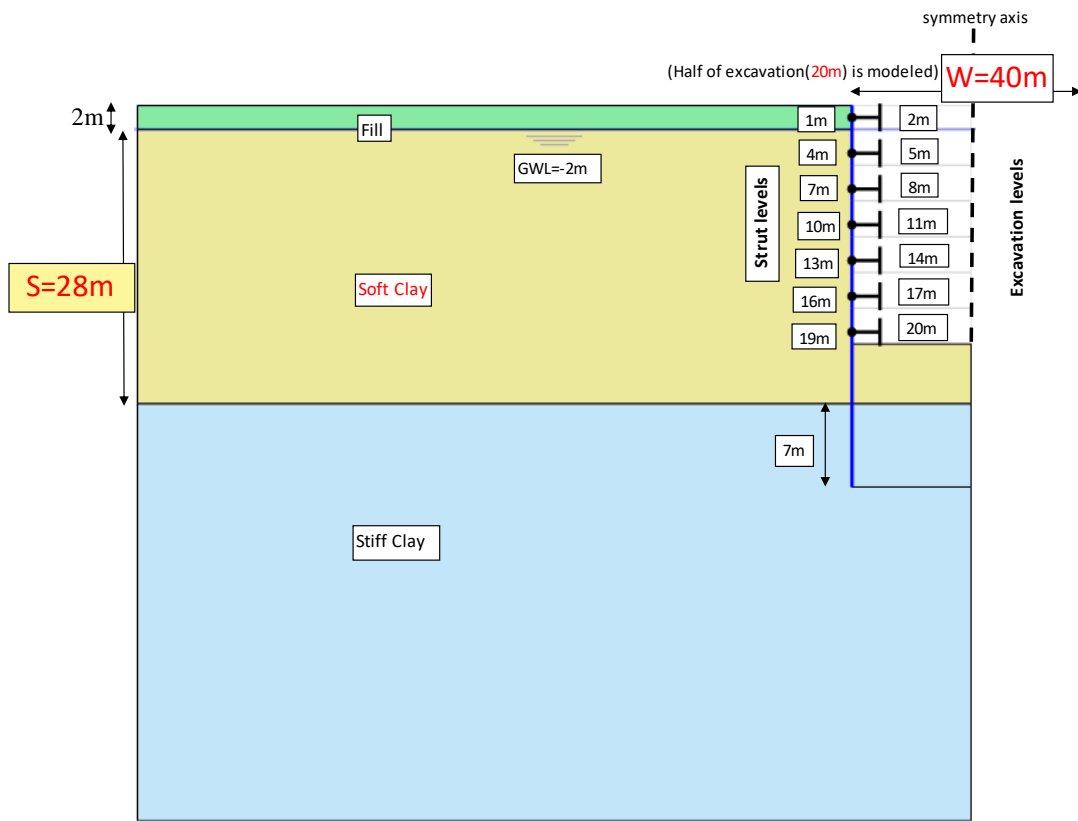 symmetry axis
(Half of excavation(20m) is modeled)
W=40m
2m
Fill
GWL=-2m
1m
2m
4m
5m
7m
8m
10m
11m
13m
14m
16m
17m
19m
20m
Strut levels
Excavation levels
S=28m
Soft Clay
7m
Stiff Clay